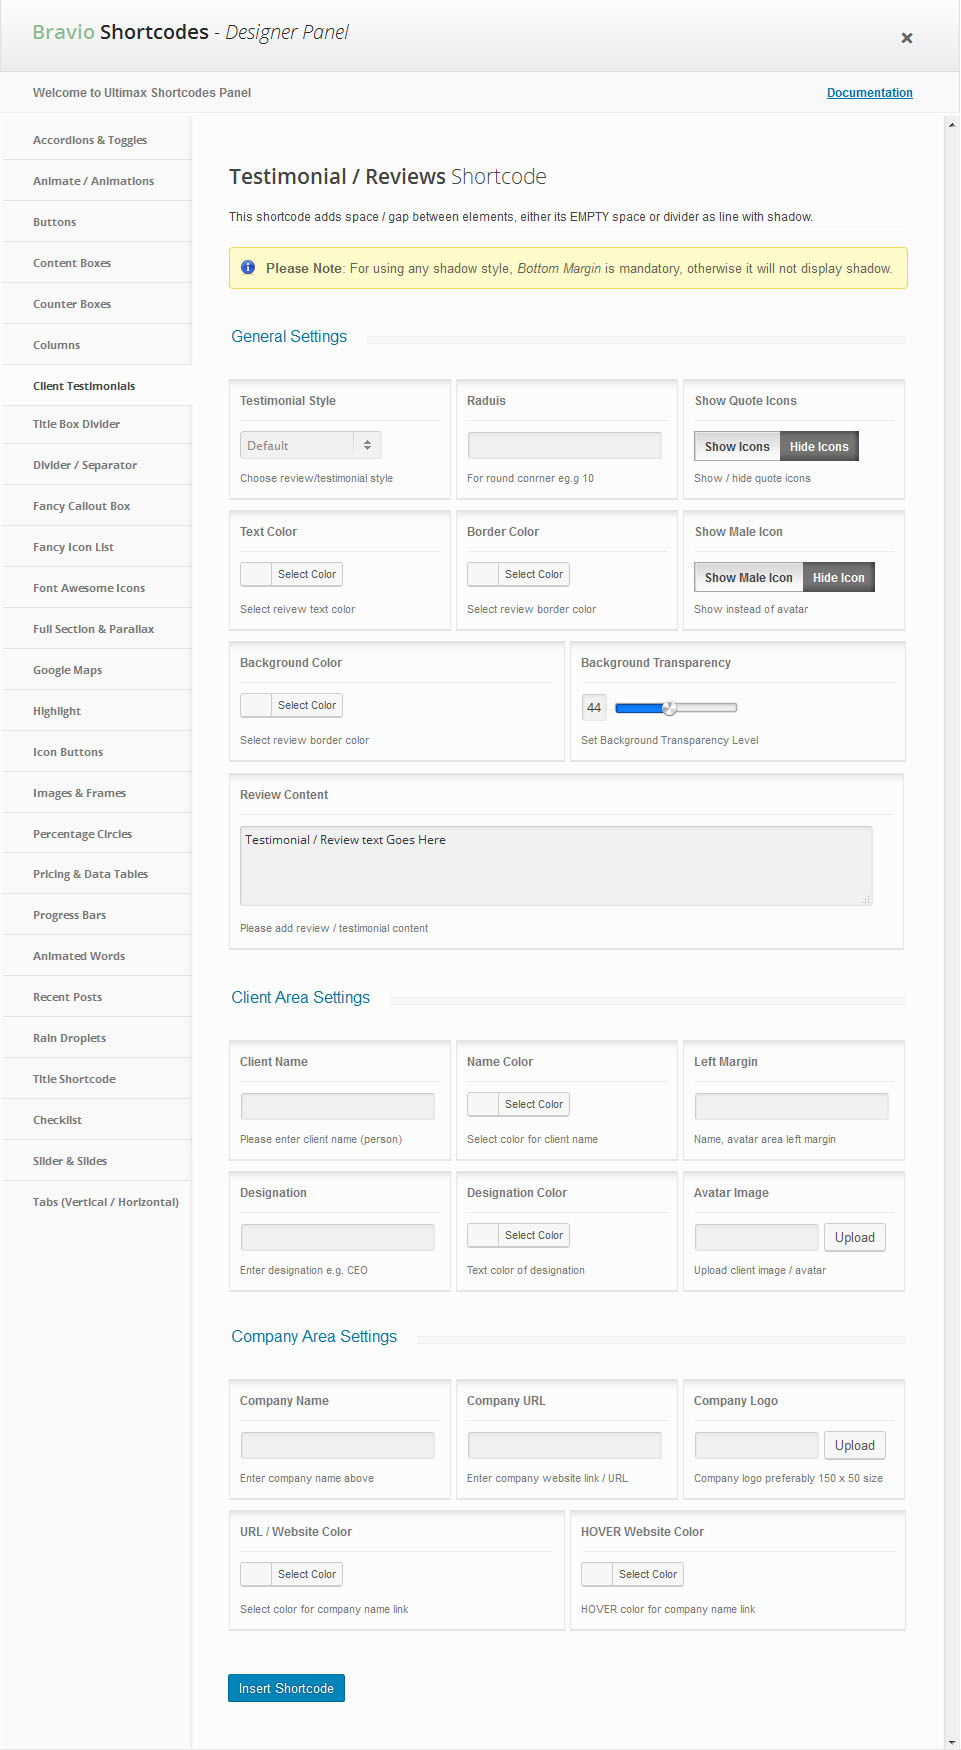 Bravio Shortcodes - Designer Panel
Welcome to Ultimax Shortcodes Panel
Documentation
Accordions & Toggles
Animate / Animations
Buttons
Content Boxes
Counter Boxes
Columns
Client Testimonials
Title Box Divider
Divider / Separator
Fancy Callout Box
Fancy Icon List
Font Awesome Icons
Full Section & Parallax
Google Maps
Highlight
Icon Buttons
Images & Frames
Percentage Circles
Pricing & Data Tables
Progress Bars
Animated Words
Recent Posts
Rain Droplets
Title Shortcode
Checklist
Slider & Slides
Tabs (Vertical / Horizontal)
Testimonial / Reviews Shortcode
This shortcode adds space / gap between elements, either its EMPTY space or divider as line with shadow.
Please Note: For using any shadow style, Bottom Margin is mandatory, otherwise it will not display shadow.
General Settings
Testimonial Style
Default
Choose review/testimonial style
Raduis
For round conrner eg.g 10
Show Quote Icons
Show Icons Hide Icons
Show / hide quote icons
Text Color
Select Color
Select reivew text color
Border Color
Select Color
Select review border color
Show Male Icon
Show Male Icon Hide Icon
Show instead of avatar
Background Color
Select Color
Select review border color
Background Transparency
44
Set Background Transparency Level
Review Content
Testimonial / Review text Goes Here
Please add review / testimonial content
Client Area Settings
Client Name
Please enter client name (person)
Name Color
Select Color
Select color for client name
Left Margin
Name, avatar area left margin
Designation
Enter designation e.g. CEO
Designation Color
Select Color
Text color of designation
Avatar Image
Upload
Upload client image / avatar
Company Area Settings
Company Name
Enter company name above
Company URL
Enter company website link / URL
Company Logo
Upload
Company logo preferably 150 x 50 size
URL / Website Color
Select Color
Select color for company name link
HOVER Website Color
Select Color
HOVER color for company name link
Insert Shortcode